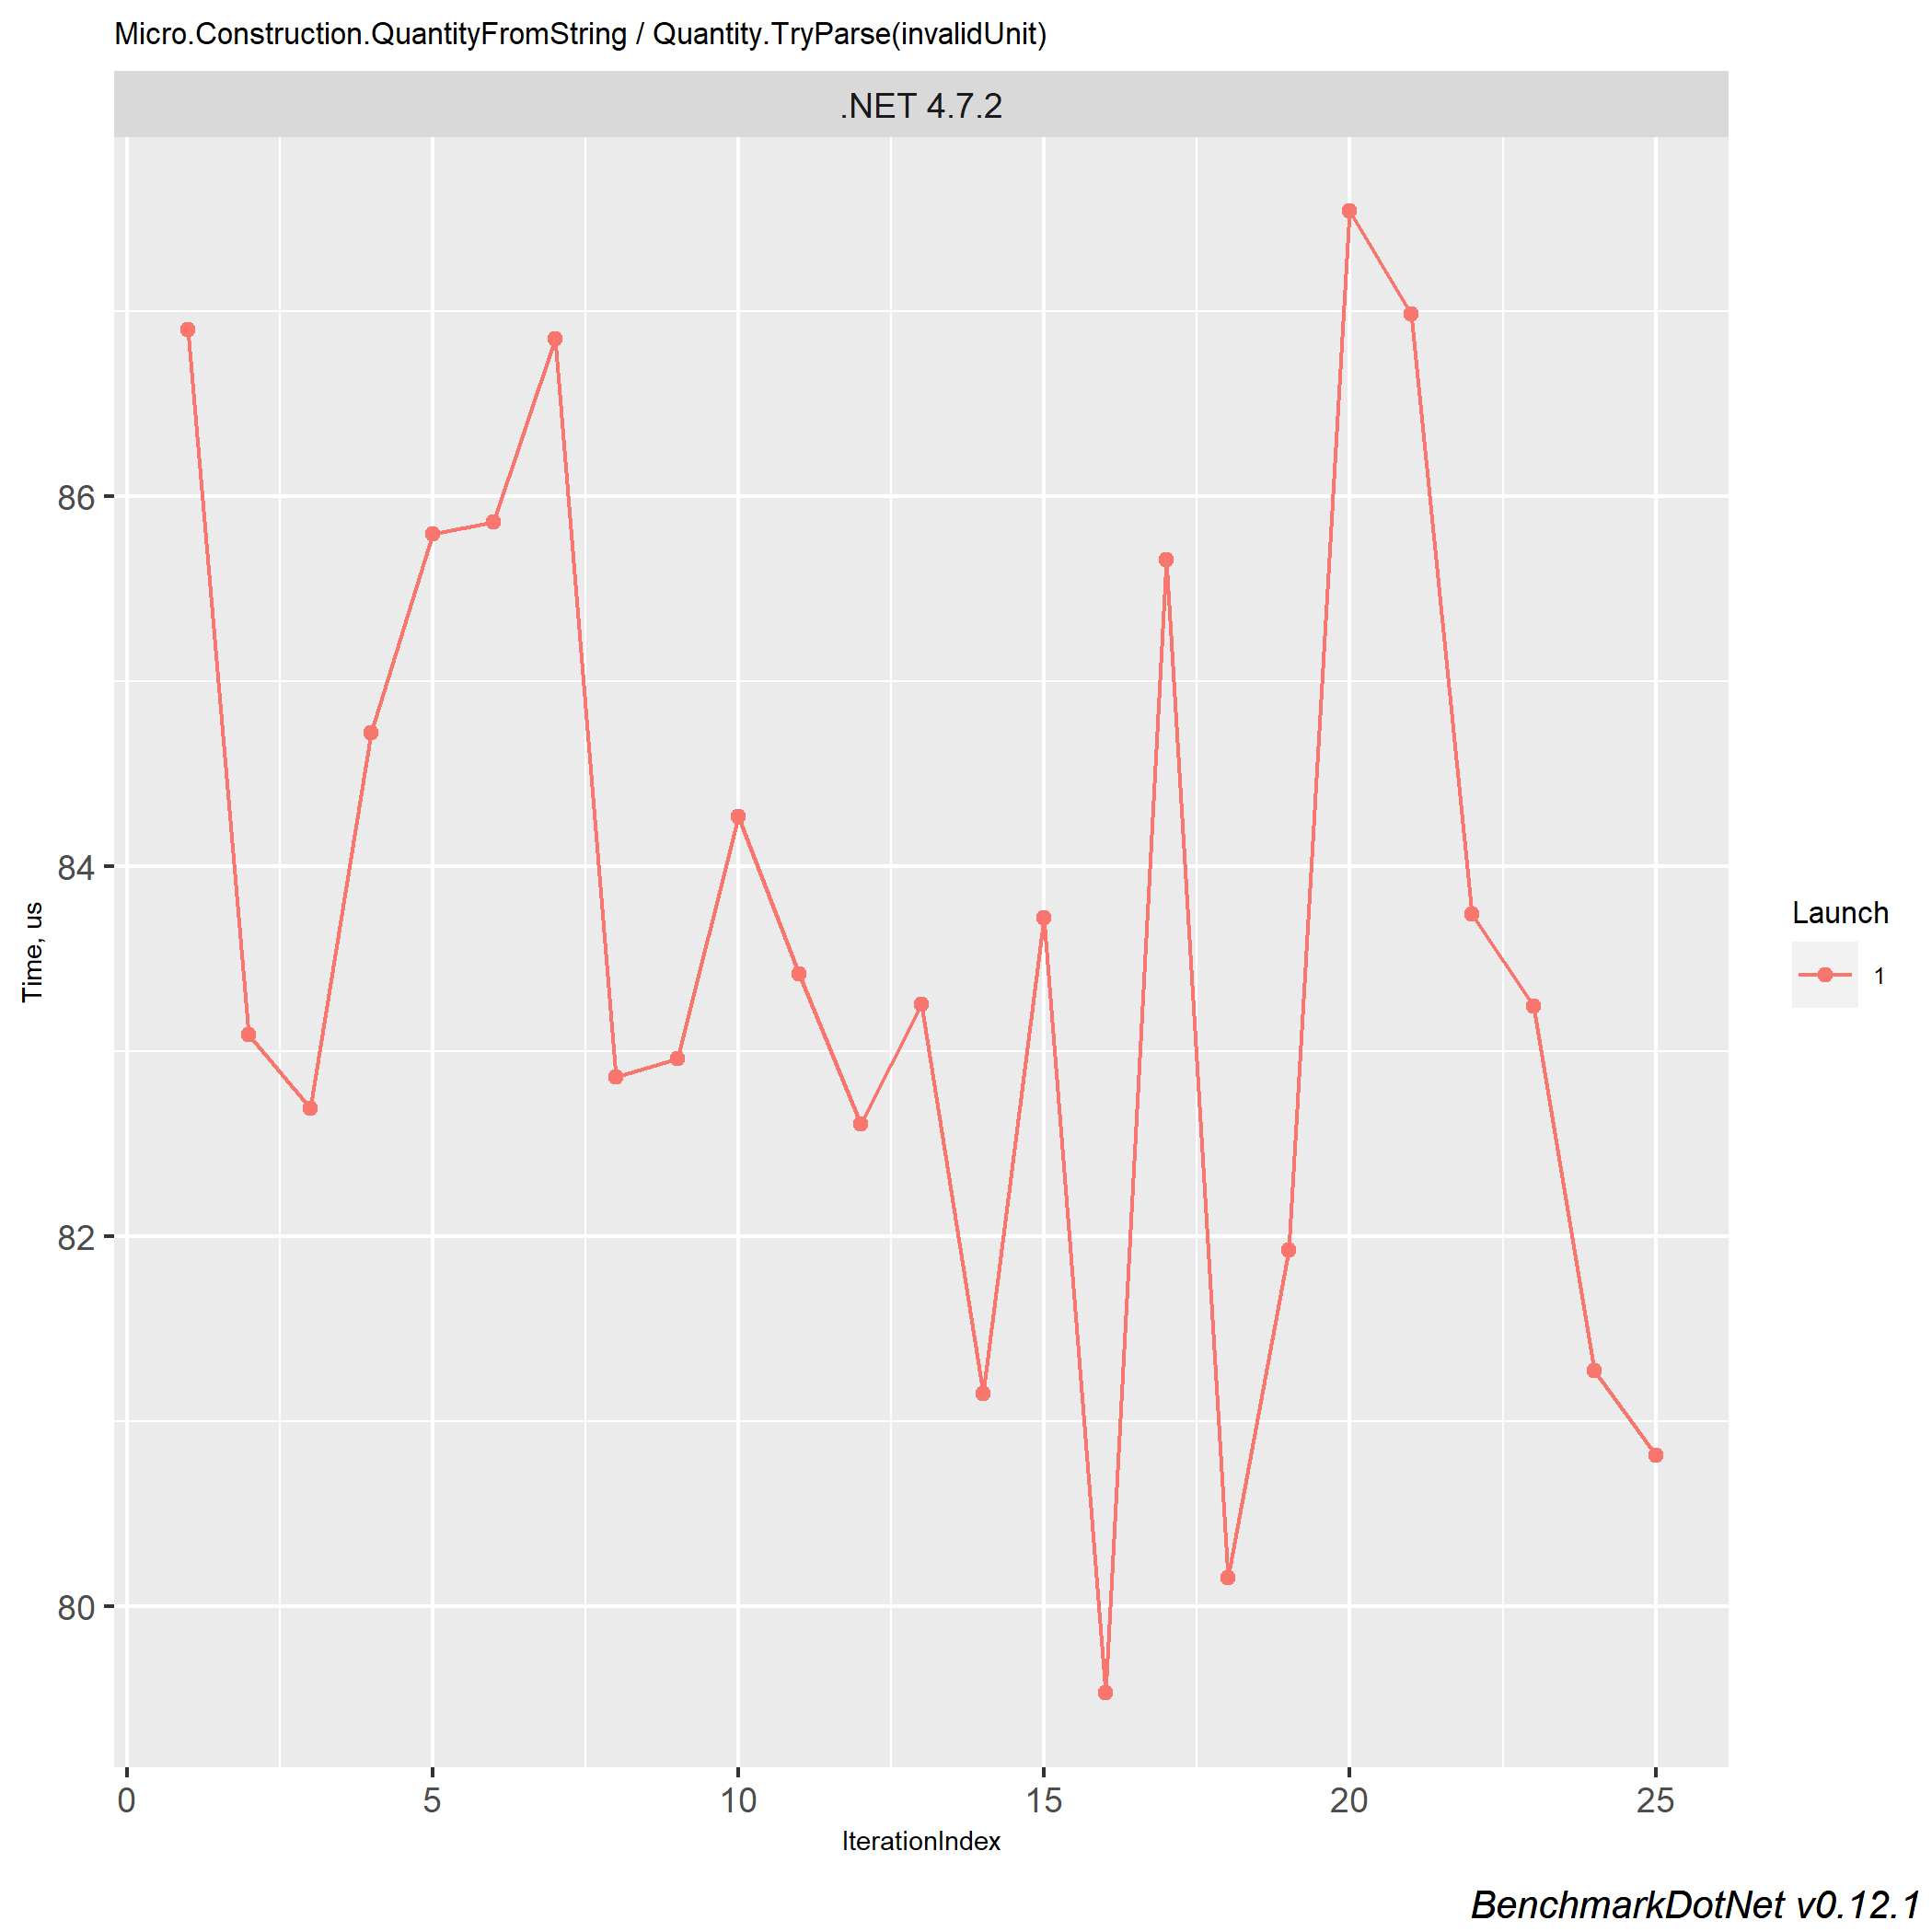 Micro.Construction.QuantityFromString / Quantity.TryParse(invalidUnit)
.NET 4.7.2
86
84
82
80
Time, us
0 5 10 15 20 25
IterationIndex
Launch
1
BenchmarkDotNet v0.12.1